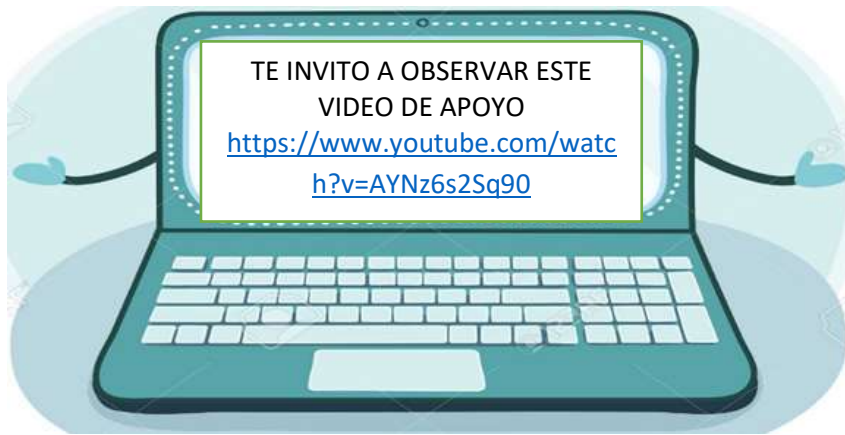 TE INVITO A OBSERVAR ESTE
VIDEO DE APOYO
https://www.youtube.com/watc
h?v=AYNz6s2Sq90